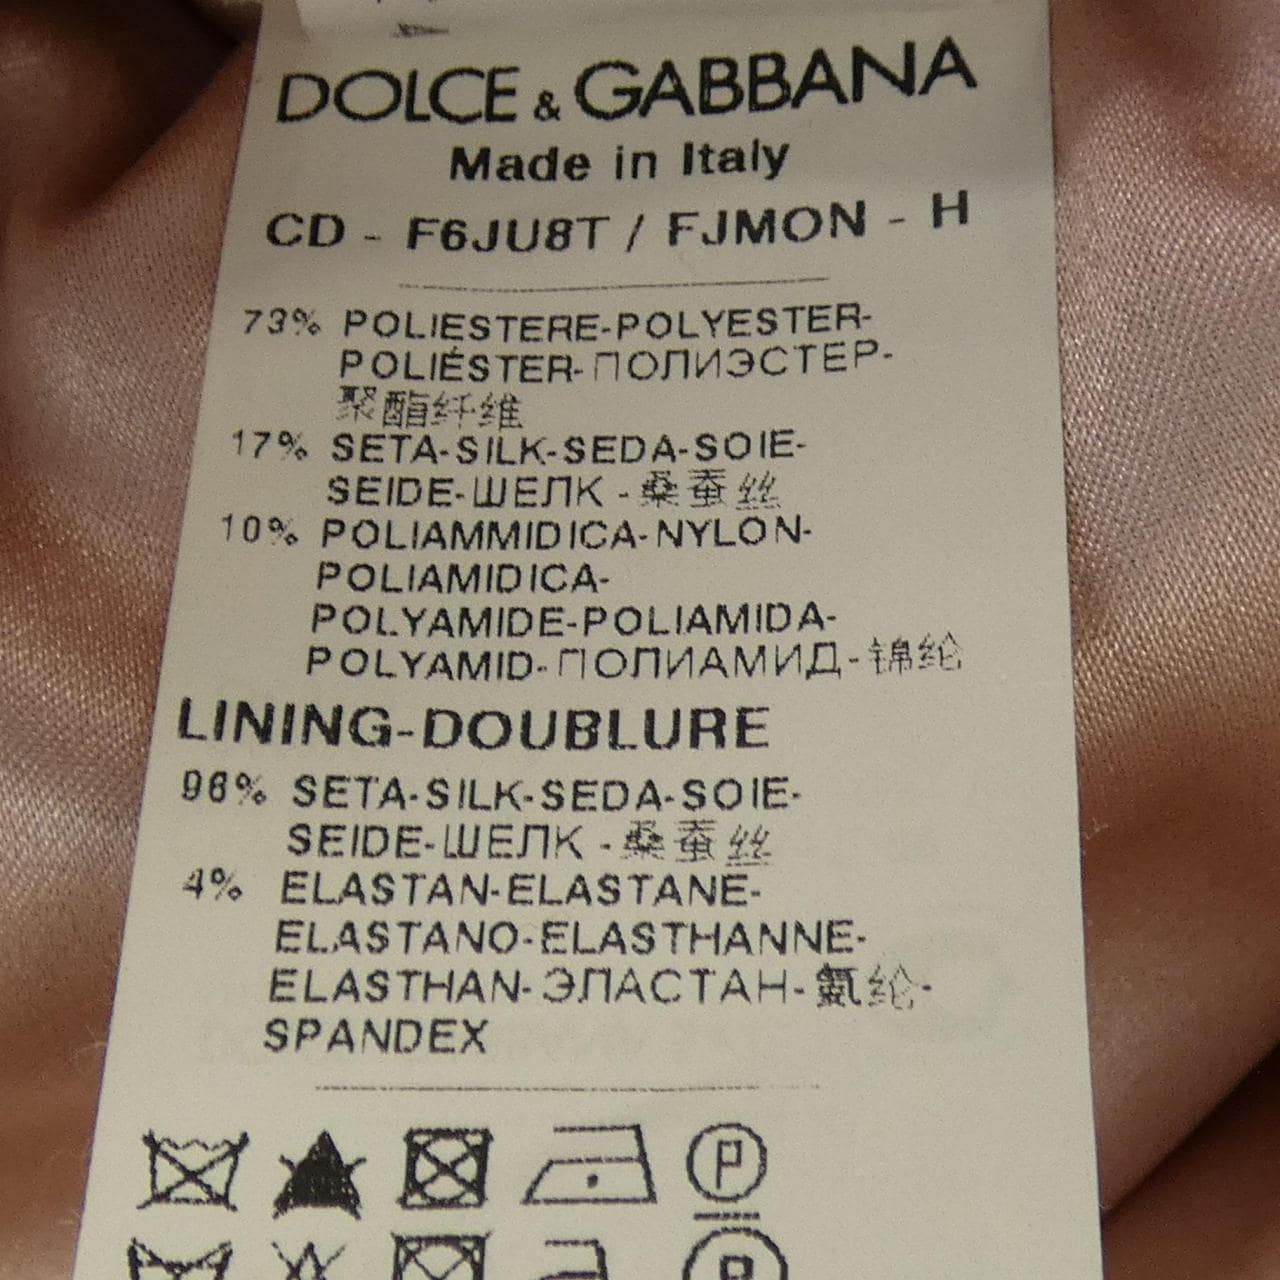 DOLCE & GABBANA
Made in Italy
CD - F6JU8T / FJMON - H
73% POLIESTERE-POLYESTER-
POLIÉSTER-ПОЛИЭСТЕР-
聚酯纤维
17% SETA-SILK-SEDA-SOIE-
SEIDE-ШЕЛК-桑蚕丝
10% POLIAMMIDICA-NYLON-
POLIAMIDICA-
POLYAMIDE-POLIAMIDA-
POLYAMID-ПОЛИАМИД-锦纶
LINING-DOUBLURE
96% SETA-SILK-SEDA-SOIE-
SEIDE-ШЕЛК-桑蚕丝
4% ELASTAN-ELASTANE-
ELASTANO-ELASTHANNE-
ELASTHAN-ЭЛАСТАН-氨纶-
SPANDEX
P
P